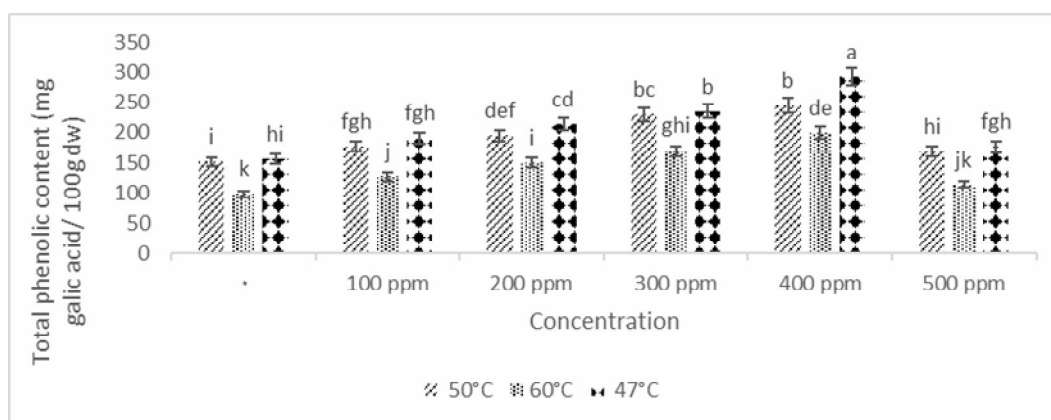 Total phenolic content (mg
galic acid/ 100g dw)
350
300
250
200
150
100
50
0
i k hi
fgh j fgh
def i cd
bc ghi b
b de a
hi jk fgh
* 100 ppm 200 ppm 300 ppm 400 ppm 500 ppm
Concentration
50°C 60°C 47°C